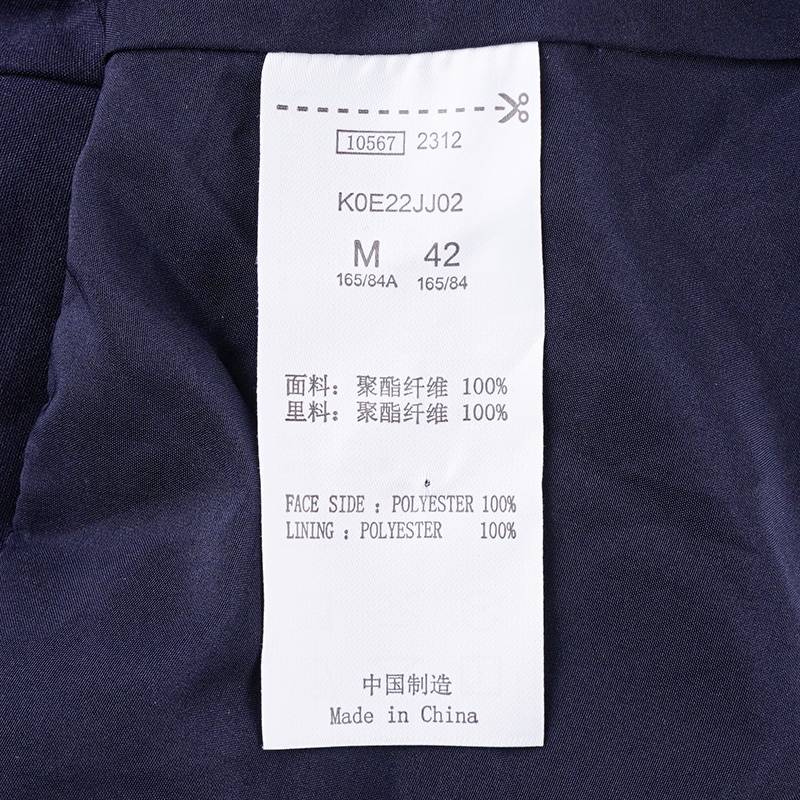 10567 2312
K0E22JJ02
M 42
165/84A 165/84
面料: 聚酯纤维 100%
里料: 聚酯纤维 100%
FACE SIDE : POLYESTER 100%
LINING : POLYESTER 100%
中国制造
Made in China